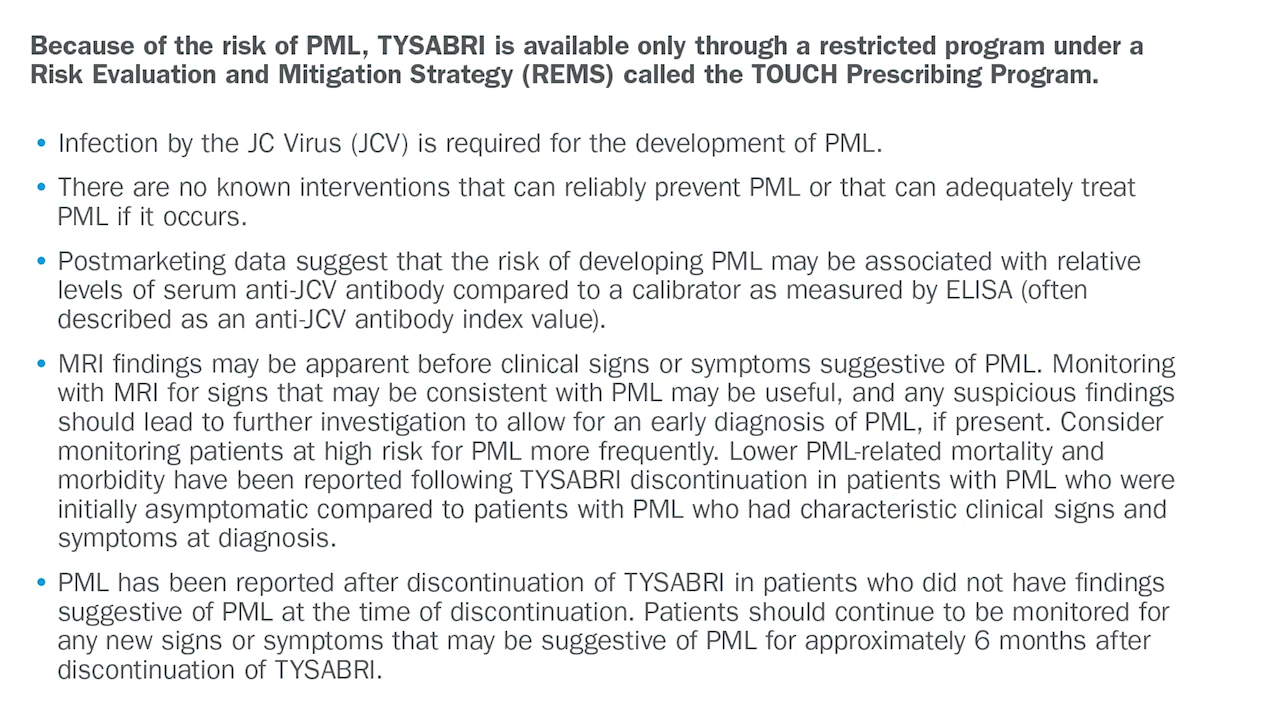 Because of the risk of PML, TYSABRI is available only through a restricted program under a
Risk Evaluation and Mitigation Strategy (REMS) called the TOUCH Prescribing Program.
• Infection by the JC Virus (JCV) is required for the development of PML.
• There are no known interventions that can reliably prevent PML or that can adequately treat
PML if it occurs.
• Postmarketing data suggest that the risk of developing PML may be associated with relative
levels of serum anti-JCV antibody compared to a calibrator as measured by ELISA (often
described as an anti-JCV antibody index value).
• MRI findings may be apparent before clinical signs or symptoms suggestive of PML. Monitoring
with MRI for signs that may be consistent with PML may be useful, and any suspicious findings
should lead to further investigation to allow for an early diagnosis of PML, if present. Consider
monitoring patients at high risk for PML more frequently. Lower PML-related mortality and
morbidity have been reported following TYSABRI discontinuation in patients with PML who were
initially asymptomatic compared to patients with PML who had characteristic clinical signs and
symptoms at diagnosis.
• PML has been reported after discontinuation of TYSABRI in patients who did not have findings
suggestive of PML at the time of discontinuation. Patients should continue to be monitored for
any new signs or symptoms that may be suggestive of PML for approximately 6 months after
discontinuation of TYSABRI.